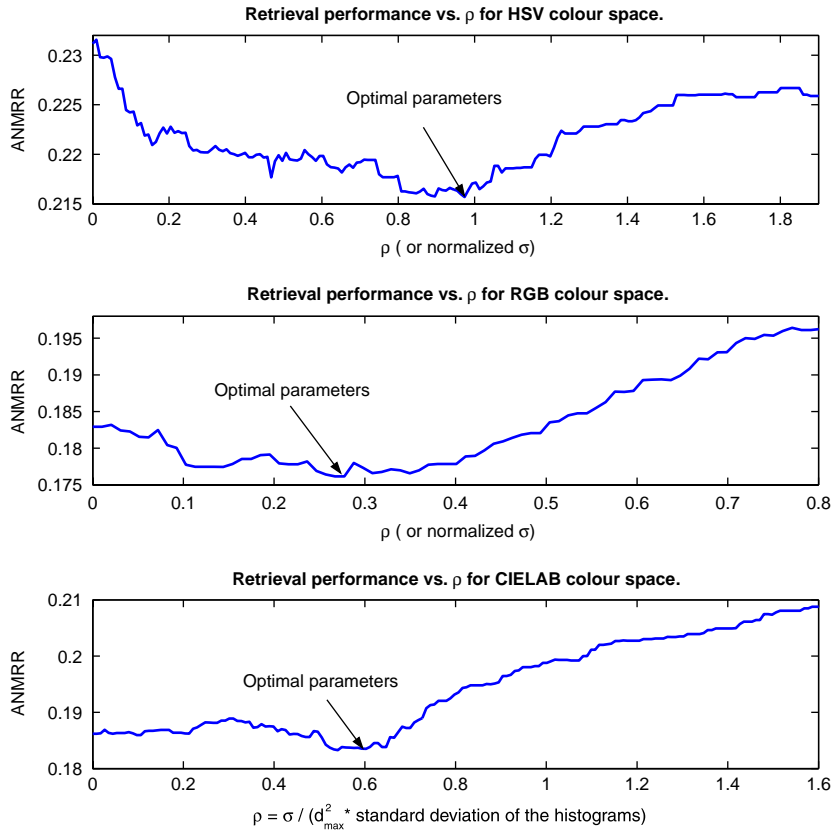 Retrieval performance vs. ρ for HSV colour space.
0.23
0.225
0.22
0.215
ANMRR
Optimal parameters
0 0.2 0.4 0.6 0.8 1 1.2 1.4 1.6 1.8
ρ ( or normalized σ)
Retrieval performance vs. ρ for RGB colour space.
0.195
0.19
0.185
0.18
0.175
ANMRR
Optimal parameters
0 0.1 0.2 0.3 0.4 0.5 0.6 0.7 0.8
ρ ( or normalized σ)
Retrieval performance vs. ρ for CIELAB colour space.
0.21
0.2
0.19
0.18
ANMRR
Optimal parameters
0 0.2 0.4 0.6 0.8 1 1.2 1.4 1.6
ρ = σ / (d²max* standard deviation of the histograms)